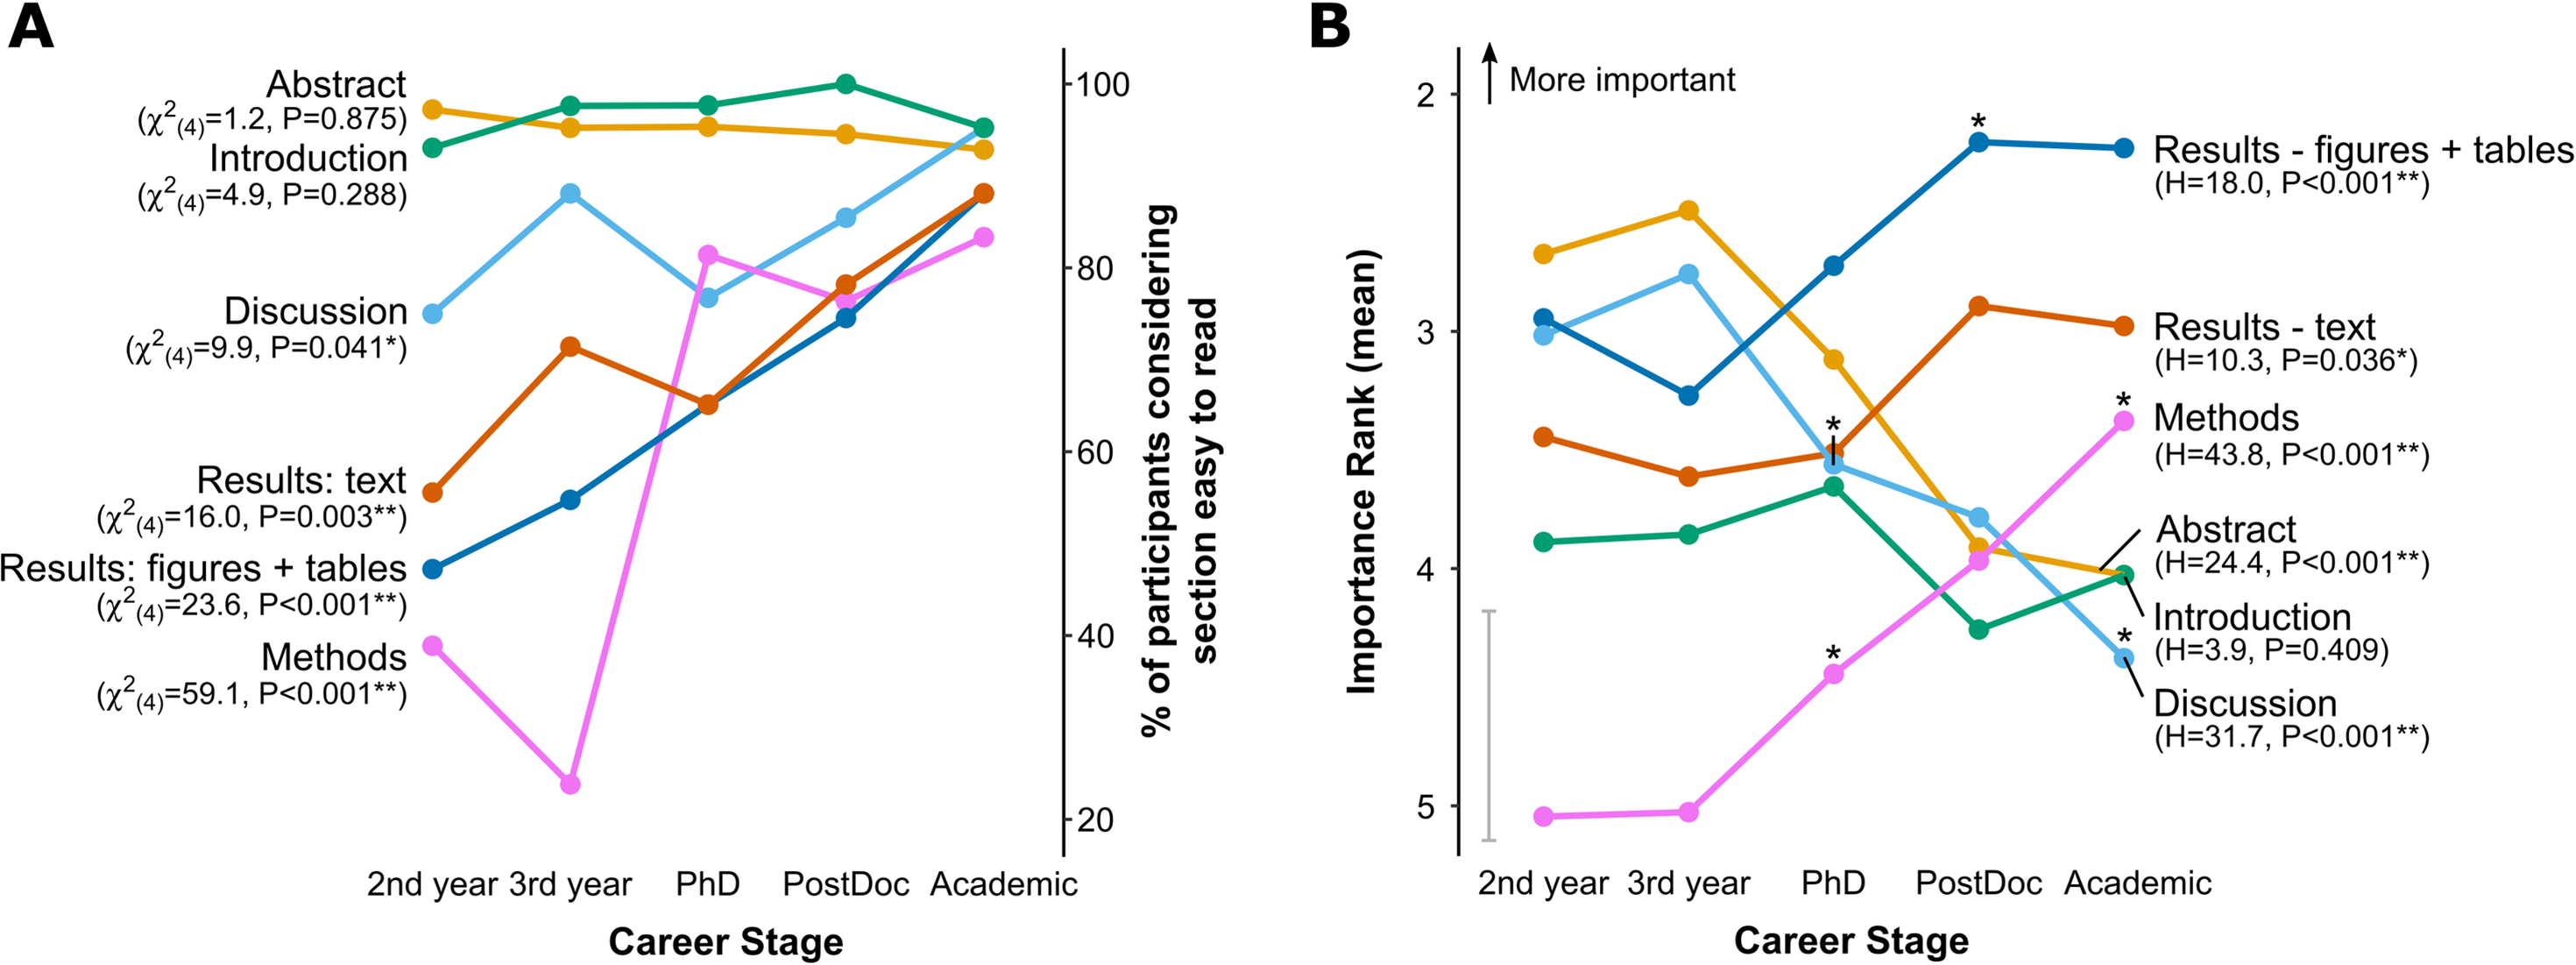 A
Abstract
(χ²₍₄₎=1.2, P=0.875)
Introduction
(χ²₍₄₎=4.9, P=0.288)
Discussion
(χ²₍₄₎=9.9, P=0.041*)
Results: text
(χ²₍₄₎=16.0, P=0.003**)
Results: figures + tables
(χ²₍₄₎=23.6, P<0.001**)
Methods
(χ²₍₄₎=59.1, P<0.001**)
100
80
60
40
20
% of participants considering
section easy to read
2nd year 3rd year PhD PostDoc Academic
Career Stage
B
More important
2
3
4
5
Importance Rank (mean)
*
*
*
*
*
Results - figures + tables
(H=18.0, P<0.001**)
Results - text
(H=10.3, P=0.036*)
Methods
(H=43.8, P<0.001**)
Abstract
(H=24.4, P<0.001**)
Introduction
(H=3.9, P=0.409)
Discussion
(H=31.7, P<0.001**)
2nd year 3rd year PhD PostDoc Academic
Career Stage